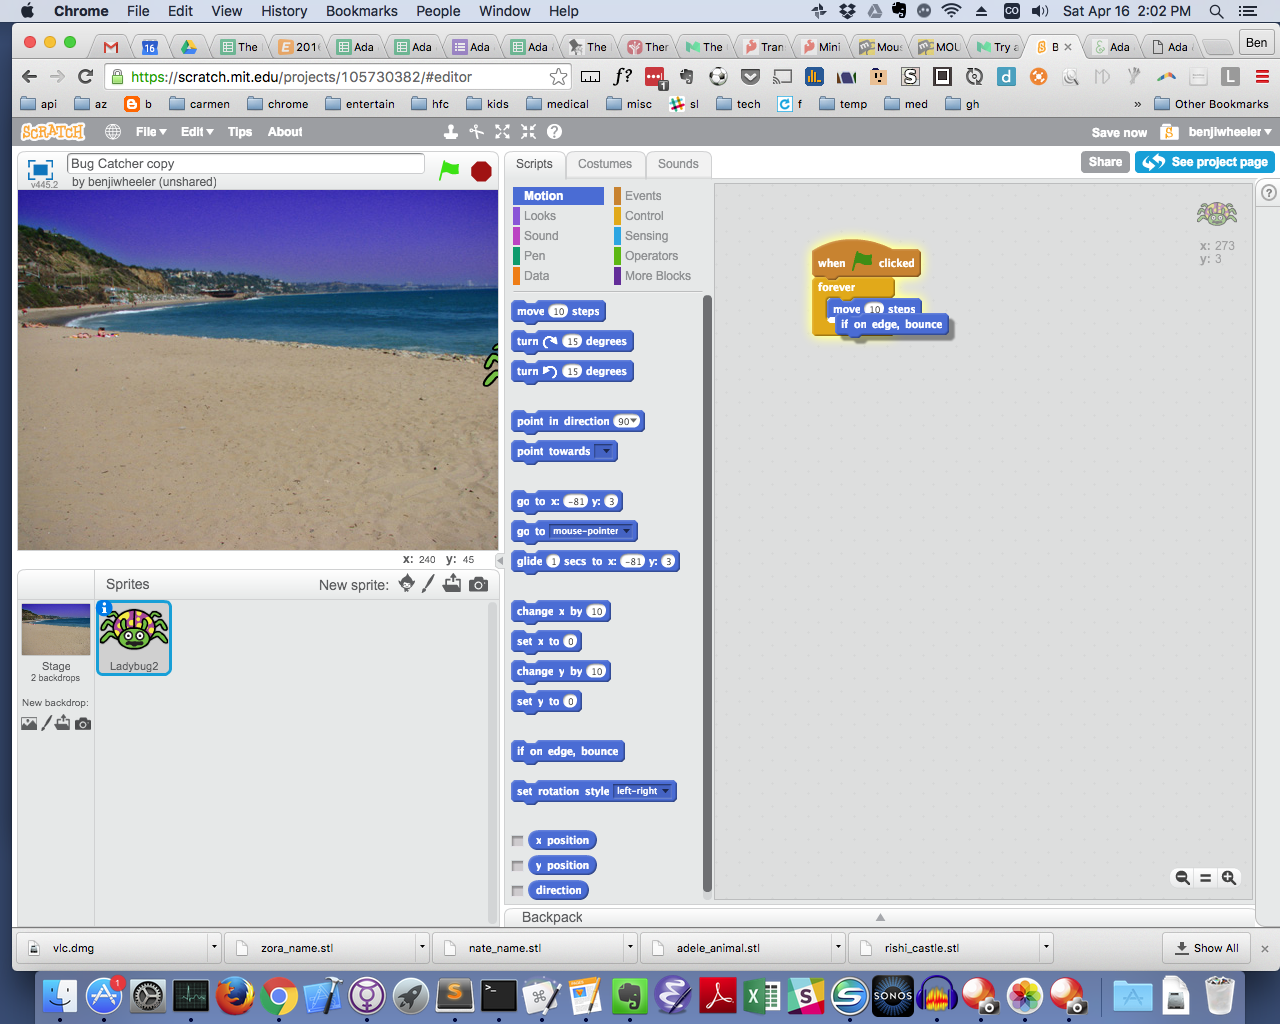 Chrome File Edit View History Bookmarks People Window Help
CO Sat Apr 16 2:02 PM
16 The 201 Ada Ada Ada Ada The Ther The Tran Mini Mous MOU Try a B Ada Ada Ben
https://scratch.mit.edu/projects/105730382/#editor
f? 1 S d L
api az b carmen chrome entertain hfc kids medical misc sl tech f temp med gh » Other Bookmarks
SCRATCH File Edit Tips About Save now benjiwheeler
Bug Catcher copy
v445.2 by benjiwheeler (unshared)
Scripts Costumes Sounds Share See project page
Motion Events
Looks Control
Sound Sensing
Pen Operators
Data More Blocks
x: 273
y: 3
when clicked
forever
move 10 steps
if on edge, bounce
move 10 steps
turn 15 degrees
turn 15 degrees
point in direction 90
point towards
go to x: -81 y: 3
go to mouse-pointer
glide 1 secs to x: -81 y: 3
change x by 10
set x to 0
change y by 10
set y to 0
if on edge, bounce
set rotation style left-right
x position
y position
direction
x: 240 y: 45
Sprites New sprite:
Stage
2 backdrops
New backdrop:
Ladybug2
Backpack
vlc.dmg zora_name.stl nate_name.stl adele_animal.stl rishi_castle.stl Show All
1 S S SONOS